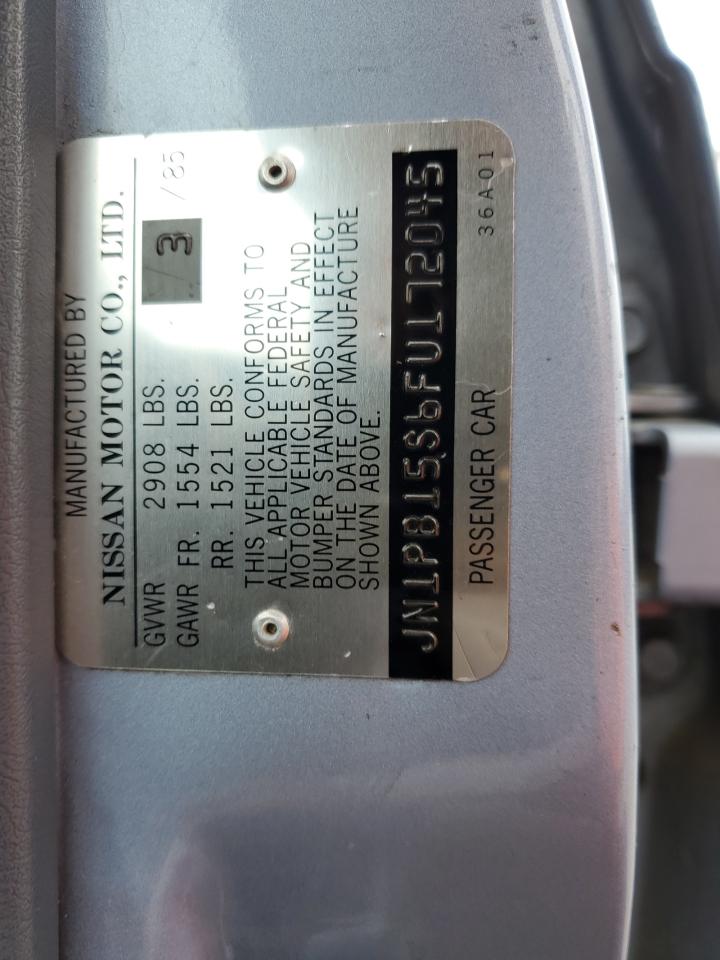 MANUFACTURED BY
NISSAN MOTOR CO., LTD.
GVWR 2908 LBS. 3 /85
GAWR FR. 1554 LBS.
RR. 1521 LBS.
THIS VEHICLE CONFORMS TO
ALL APPLICABLE FEDERAL
MOTOR VEHICLE SAFETY AND
BUMPER STANDARDS IN EFFECT
ON THE DATE OF MANUFACTURE
SHOWN ABOVE.
JN1PB15S6FU172045
PASSENGER CAR 36A01